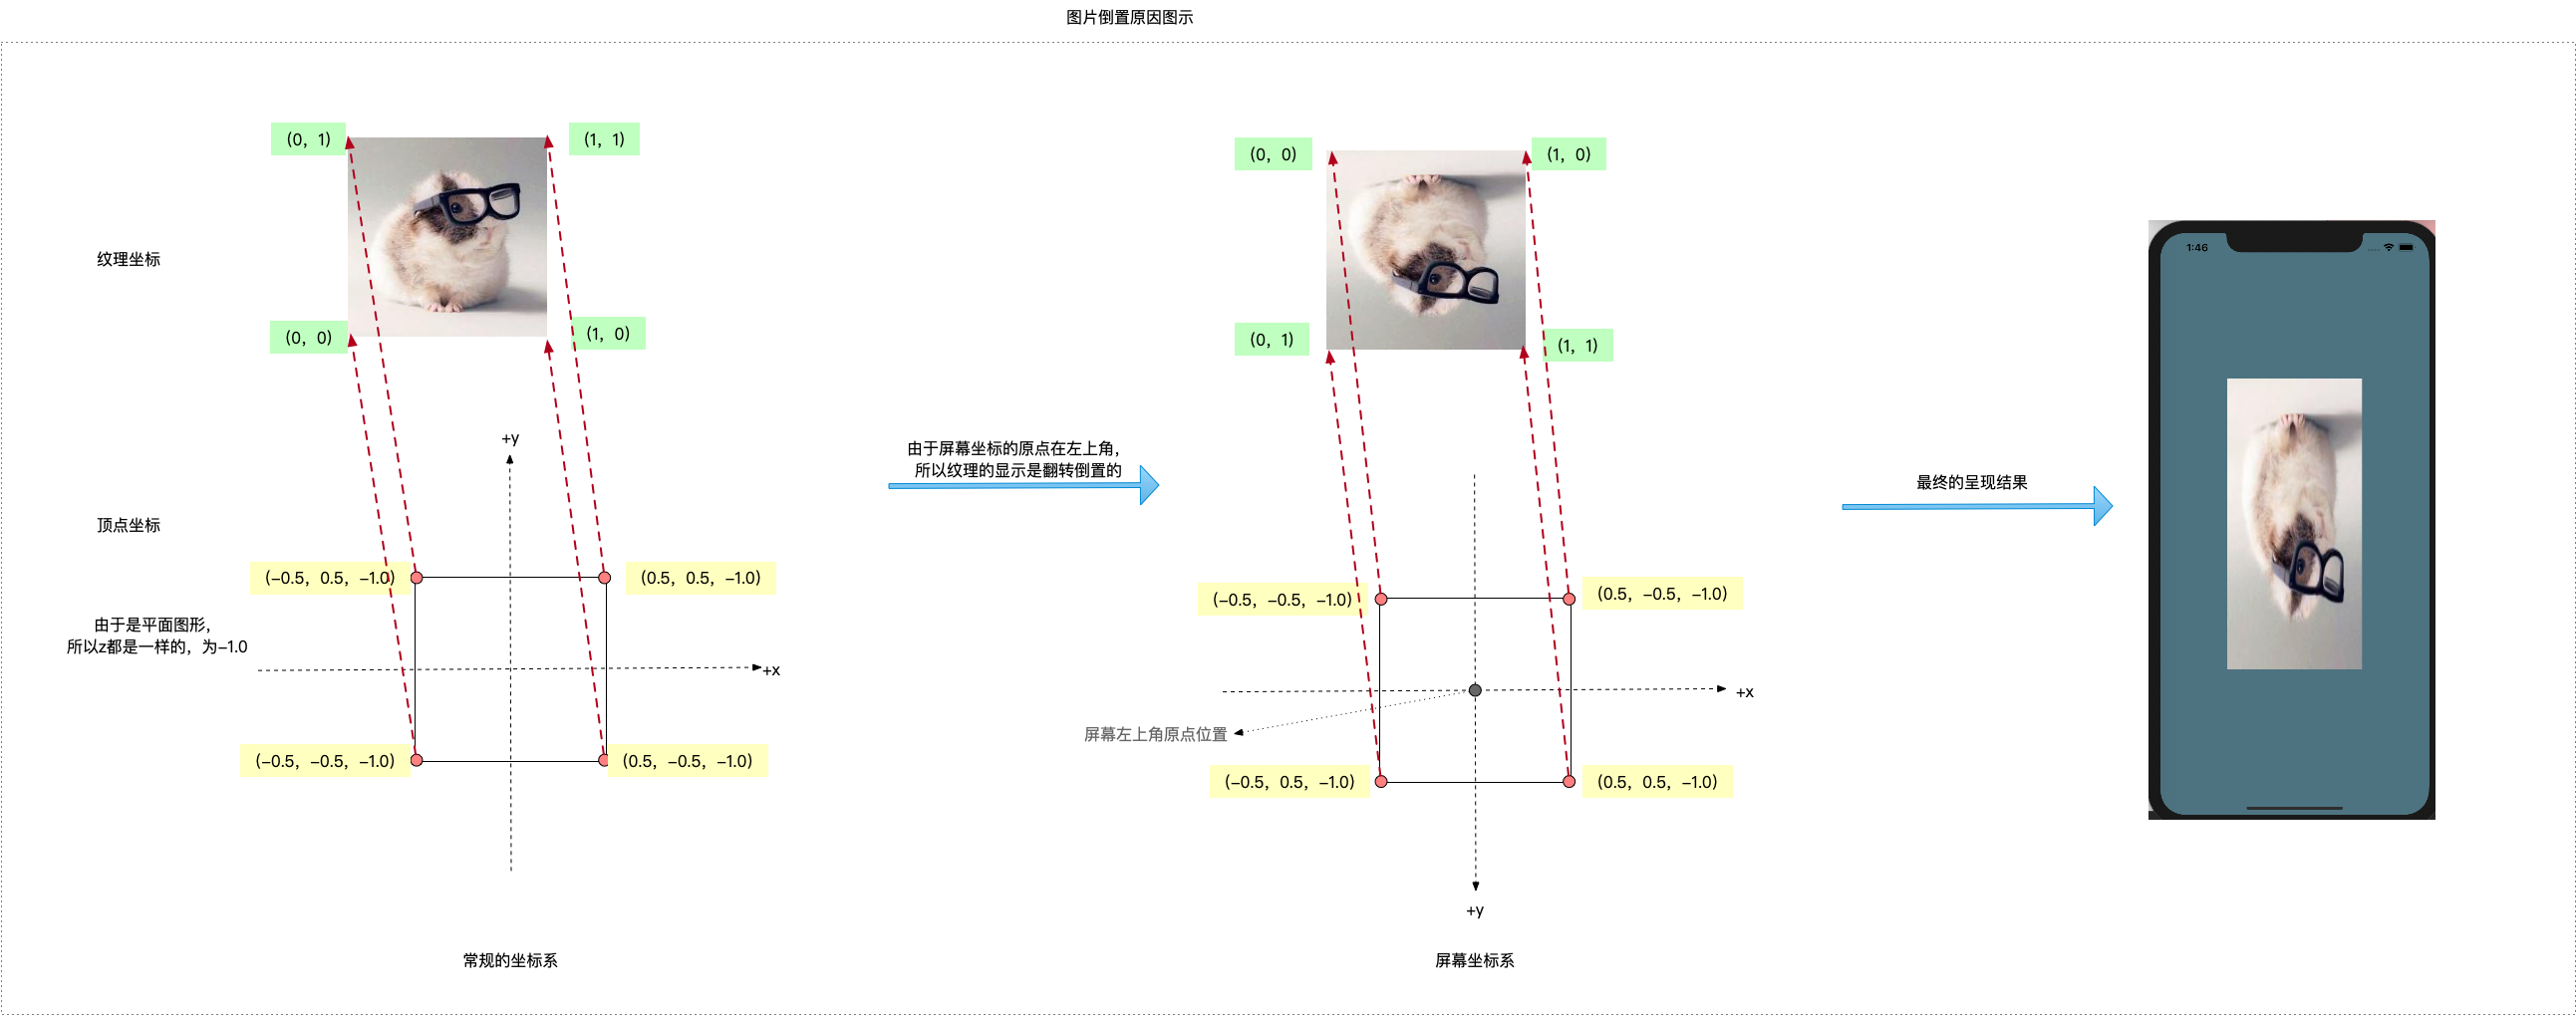 图片倒置原因图示
(0，1)
(1，1)
纹理坐标
(0，0)
(1，0)
+y
顶点坐标
(−0.5，0.5，−1.0)
(0.5，0.5，−1.0)
由于是平面图形，
所以z都是一样的，为−1.0
+x
(−0.5，−0.5，−1.0)
(0.5，−0.5，−1.0)
常规的坐标系
由于屏幕坐标的原点在左上角，
所以纹理的显示是翻转倒置的
(0，0)
(1，0)
(0，1)
(1，1)
(−0.5，−0.5，−1.0)
(0.5，−0.5，−1.0)
+x
屏幕左上角原点位置
(−0.5，0.5，−1.0)
(0.5，0.5，−1.0)
+y
屏幕坐标系
最终的呈现结果
1:46